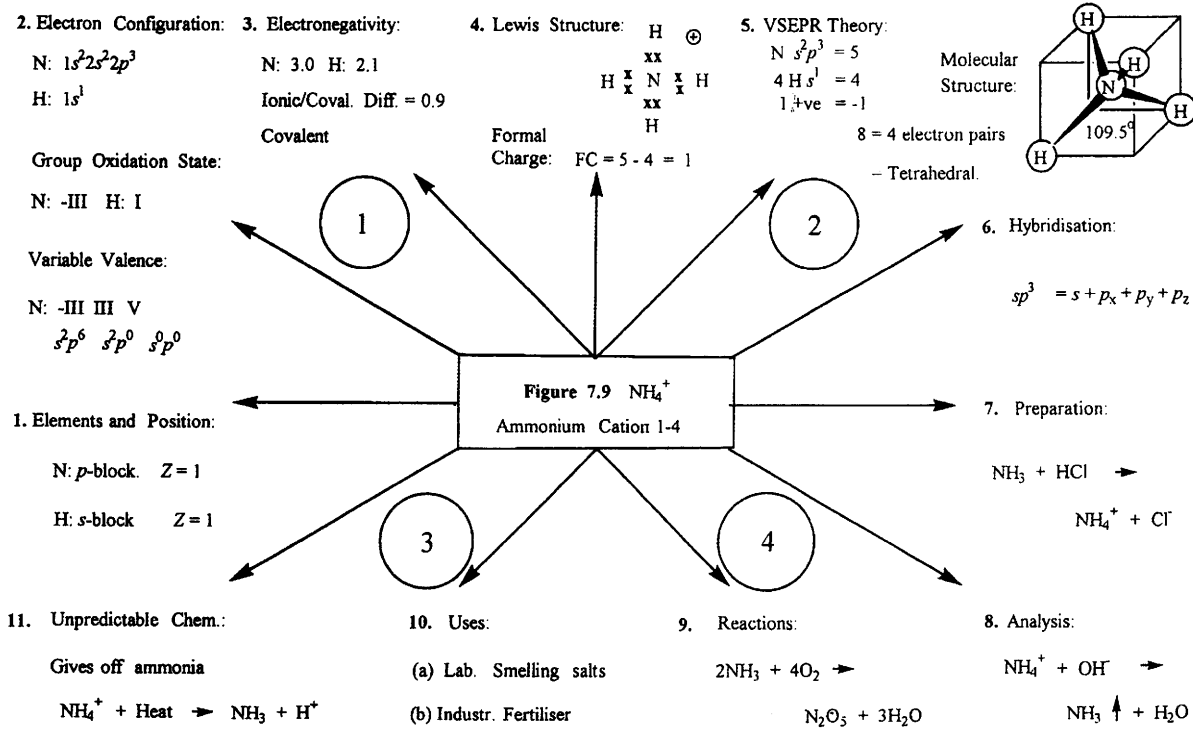 2. Electron Configuration:
N: 1s²2s²2p³
H: 1s¹
Group Oxidation State:
N: -III H: I
Variable Valence:
N: -III III V
s²p⁶ s²p⁰ s⁰p⁰
3. Electronegativity:
N: 3.0 H: 2.1
Ionic/Coval. Diff. = 0.9
Covalent
4. Lewis Structure:
H ⊕
xx
H x x N x x H
xx
H
Formal
Charge: FC = 5 - 4 = 1
5. VSEPR Theory:
N s²p³ = 5
4 H s¹ = 4
1 +ve = -1
8 = 4 electron pairs
– Tetrahedral.
Molecular
Structure:
H
H
N
H
H
109.5°
1
2
6. Hybridisation:
sp³ = s + pₓ + p_y + p_z
Figure 7.9 NH₄⁺
Ammonium Cation 1-4
1. Elements and Position:
N: p-block. Z = 1
H: s-block Z = 1
7. Preparation:
NH₃ + HCl →
NH₄⁺ + Cl⁻
3
4
11. Unpredictable Chem.:
Gives off ammonia
NH₄⁺ + Heat → NH₃ + H⁺
10. Uses:
(a) Lab. Smelling salts
(b) Industr. Fertiliser
9. Reactions:
2NH₃ + 4O₂ →
N₂O₅ + 3H₂O
8. Analysis:
NH₄⁺ + OH⁻ →
NH₃ ↑ + H₂O